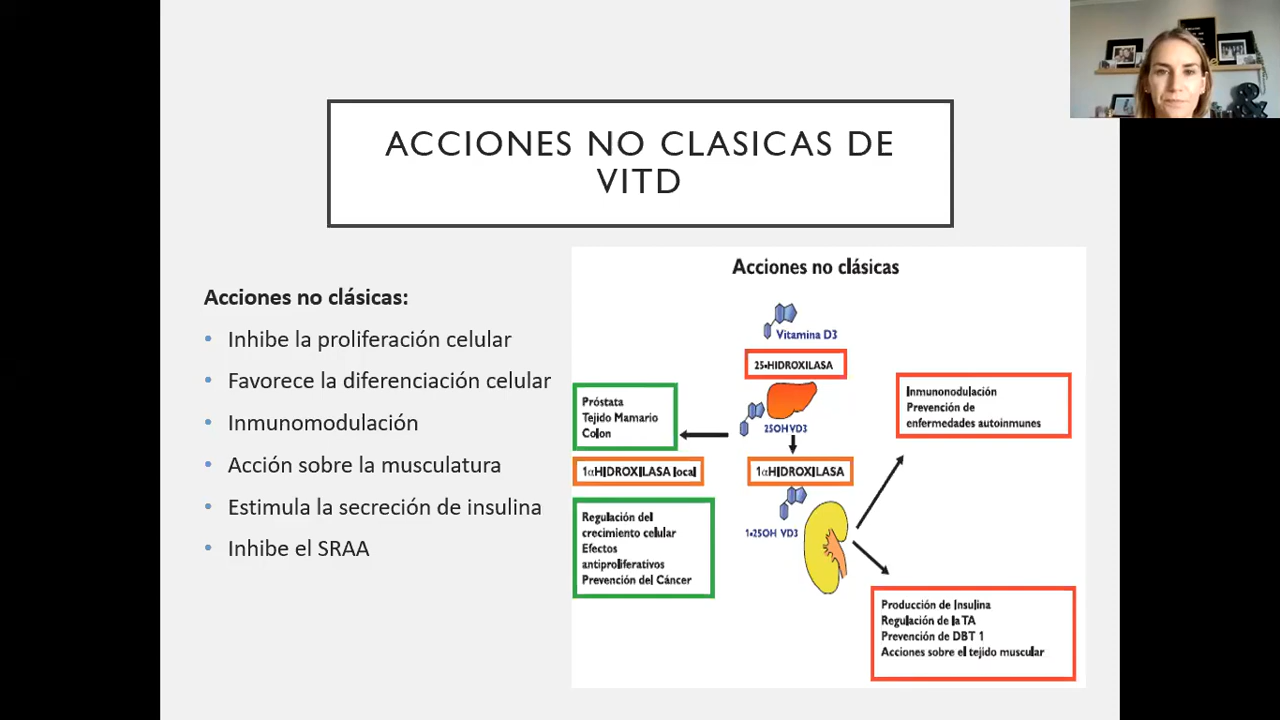 ACCIONES NO CLASICAS DE
VITD
Acciones no clásicas:
• Inhibe la proliferación celular
• Favorece la diferenciación celular
• Inmunomodulación
• Acción sobre la musculatura
• Estimula la secreción de insulina
• Inhibe el SRAA
Acciones no clásicas
Vitamina D3
25•HIDROXILASA
Próstata
Tejido Mamario
Colon
25OH VD3
1αHIDROXILASA local
1αHIDROXILASA
Regulación del
crecimiento celular
Efectos
antiproliferativos
Prevención del Cáncer
1•25OH VD3
Inmunonodulación
Prevención de
enfermedades autoinmunes
Producción de Insulina
Regulación de la TA
Prevención de DBT 1
Acciones sobre el tejido muscular